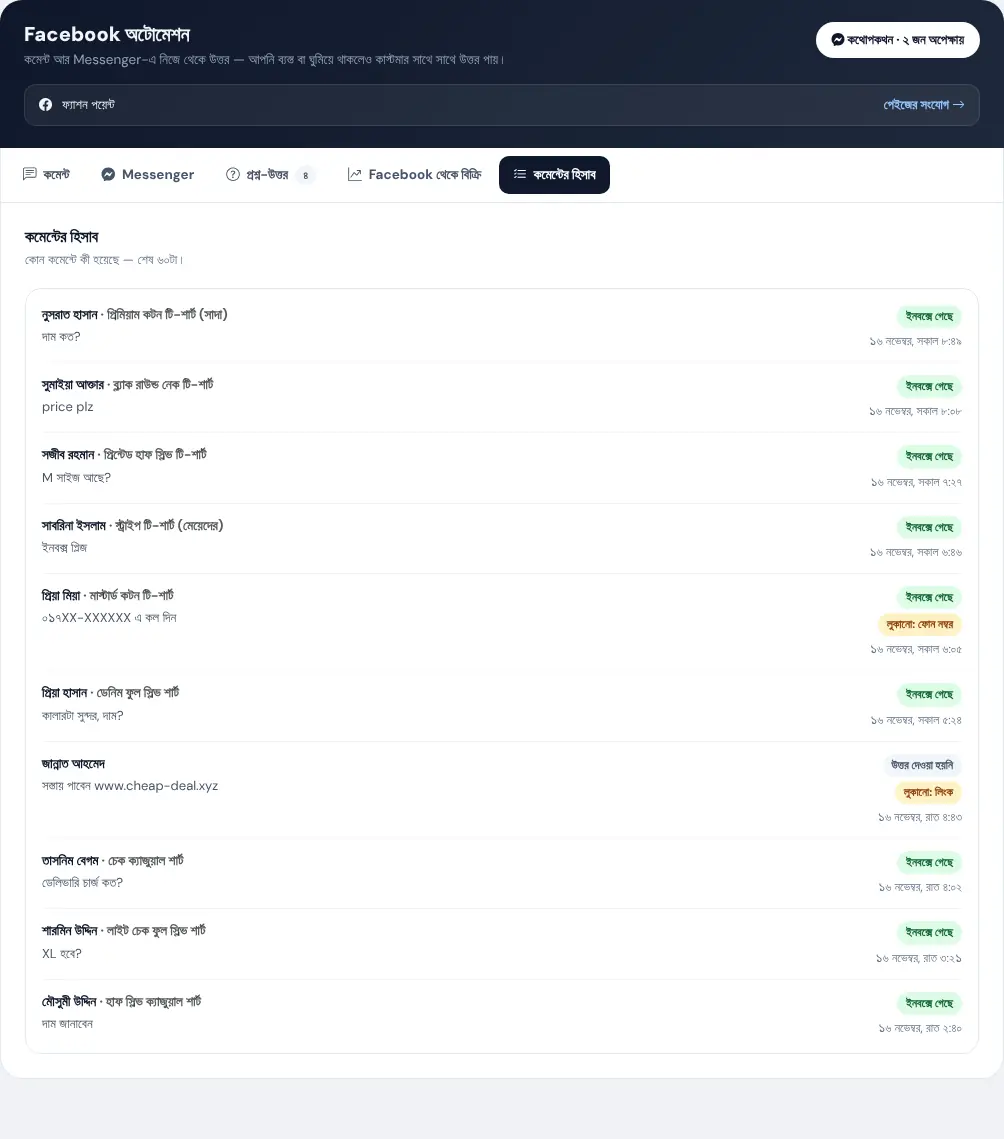 Facebook অটোমেশন
কমেন্ট আর Messenger-এ নিজে থেকে উত্তর — আপনি ব্যস্ত বা ঘুমিয়ে থাকলেও কাস্টমার সাথে সাথে উত্তর পায়।
কথোপকথন · ২ জন অপেক্ষায়
ফ্যাশন পয়েন্ট
পেইজের সংযোগ →
কমেন্ট
Messenger
প্রশ্ন-উত্তর ৪
Facebook থেকে বিক্রি
কমেন্টের হিসাব
কমেন্টের হিসাব
কোন কমেন্টে কী হয়েছে — শেষ ৬০টা।
নুসরাত হাসান · প্রিমিয়াম কটন টি-শার্ট (সাদা)
ইনবক্সে গেছে
দাম কত?
১৬ নভেম্বর, সকাল ৮:৪৯
সুমাইয়া আক্তার · ব্ল্যাক রাউন্ড নেক টি-শার্ট
ইনবক্সে গেছে
price plz
১৬ নভেম্বর, সকাল ৮:০৮
সজীব রহমান · প্রিন্টেড হাফ স্লিভ টি-শার্ট
ইনবক্সে গেছে
M সাইজ আছে?
১৬ নভেম্বর, সকাল ৭:২৭
সাবরিনা ইসলাম · স্ট্রাইপ টি-শার্ট (মেয়েদের)
ইনবক্সে গেছে
ইনবক্স প্লিজ
১৬ নভেম্বর, সকাল ৬:৪৬
প্রিয়া মিয়া · মাস্টার্ড কটন টি-শার্ট
ইনবক্সে গেছে
০১৭XX-XXXXXX এ কল দিন
লুকানো: ফোন নম্বর
১৬ নভেম্বর, সকাল ৬:০৫
প্রিয়া হাসান · ডেনিম ফুল স্লিভ শার্ট
ইনবক্সে গেছে
কালারটা সুন্দর, দাম?
১৬ নভেম্বর, সকাল ৫:২৪
জান্নাত আহমেদ
উত্তর দেওয়া হয়নি
সস্তায় পাবেন www.cheap-deal.xyz
লুকানো: লিংক
১৬ নভেম্বর, রাত ৪:৪৩
তাসনিম বেগম · চেক ক্যাজুয়াল শার্ট
ইনবক্সে গেছে
ডেলিভারি চার্জ কত?
১৬ নভেম্বর, রাত ৪:০২
শারমিন উদ্দিন · লাইট চেক ফুল স্লিভ শার্ট
ইনবক্সে গেছে
XL হবে?
১৬ নভেম্বর, রাত ৩:২১
মৌসুমী উদ্দিন · হাফ স্লিভ ক্যাজুয়াল শার্ট
ইনবক্সে গেছে
দাম জানাবেন
১৬ নভেম্বর, রাত ২:৪০